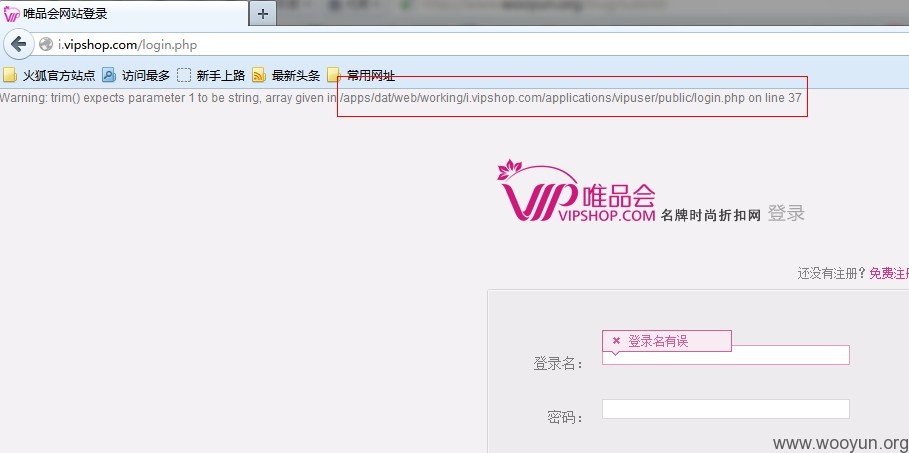 唯品会网站登录
i.vipshop.com/login.php
火狐官方站点 访问最多 新手上路 最新头条 常用网址
Warning: trim() expects parameter 1 to be string, array given in /apps/dat/web/working/i.vipshop.com/applications/vipuser/public/login.php on line 37
VIP 唯品会
VIPSHOP.COM 名牌时尚折扣网 登录
还没有注册？免费注册
登录名有误
登录名：
密码：
www.wooyun.org